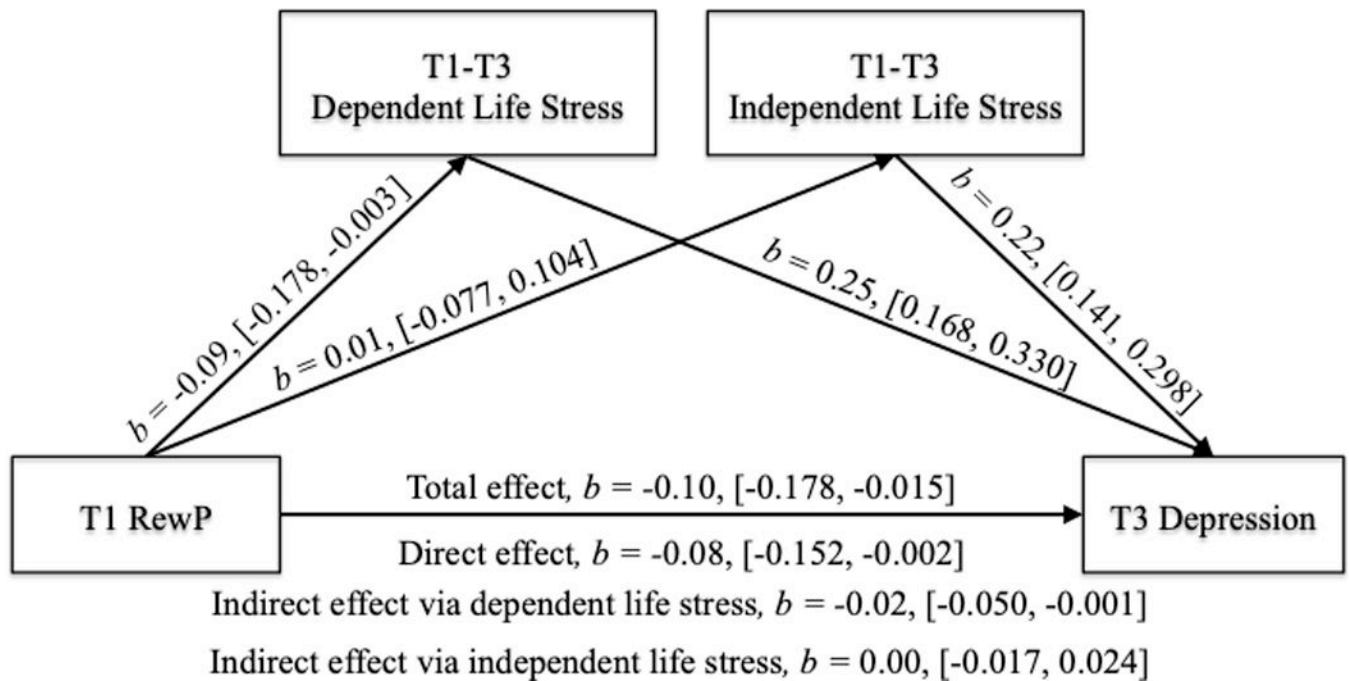 T1-T3
Dependent Life Stress
T1-T3
Independent Life Stress
b = -0.09, [-0.178, -0.003]
b = 0.01, [-0.077, 0.104]
b = 0.25, [0.168, 0.330]
b = 0.22, [0.141, 0.298]
T1 RewP
Total effect, b = -0.10, [-0.178, -0.015]
T3 Depression
Direct effect, b = -0.08, [-0.152, -0.002]
Indirect effect via dependent life stress, b = -0.02, [-0.050, -0.001]
Indirect effect via independent life stress, b = 0.00, [-0.017, 0.024]